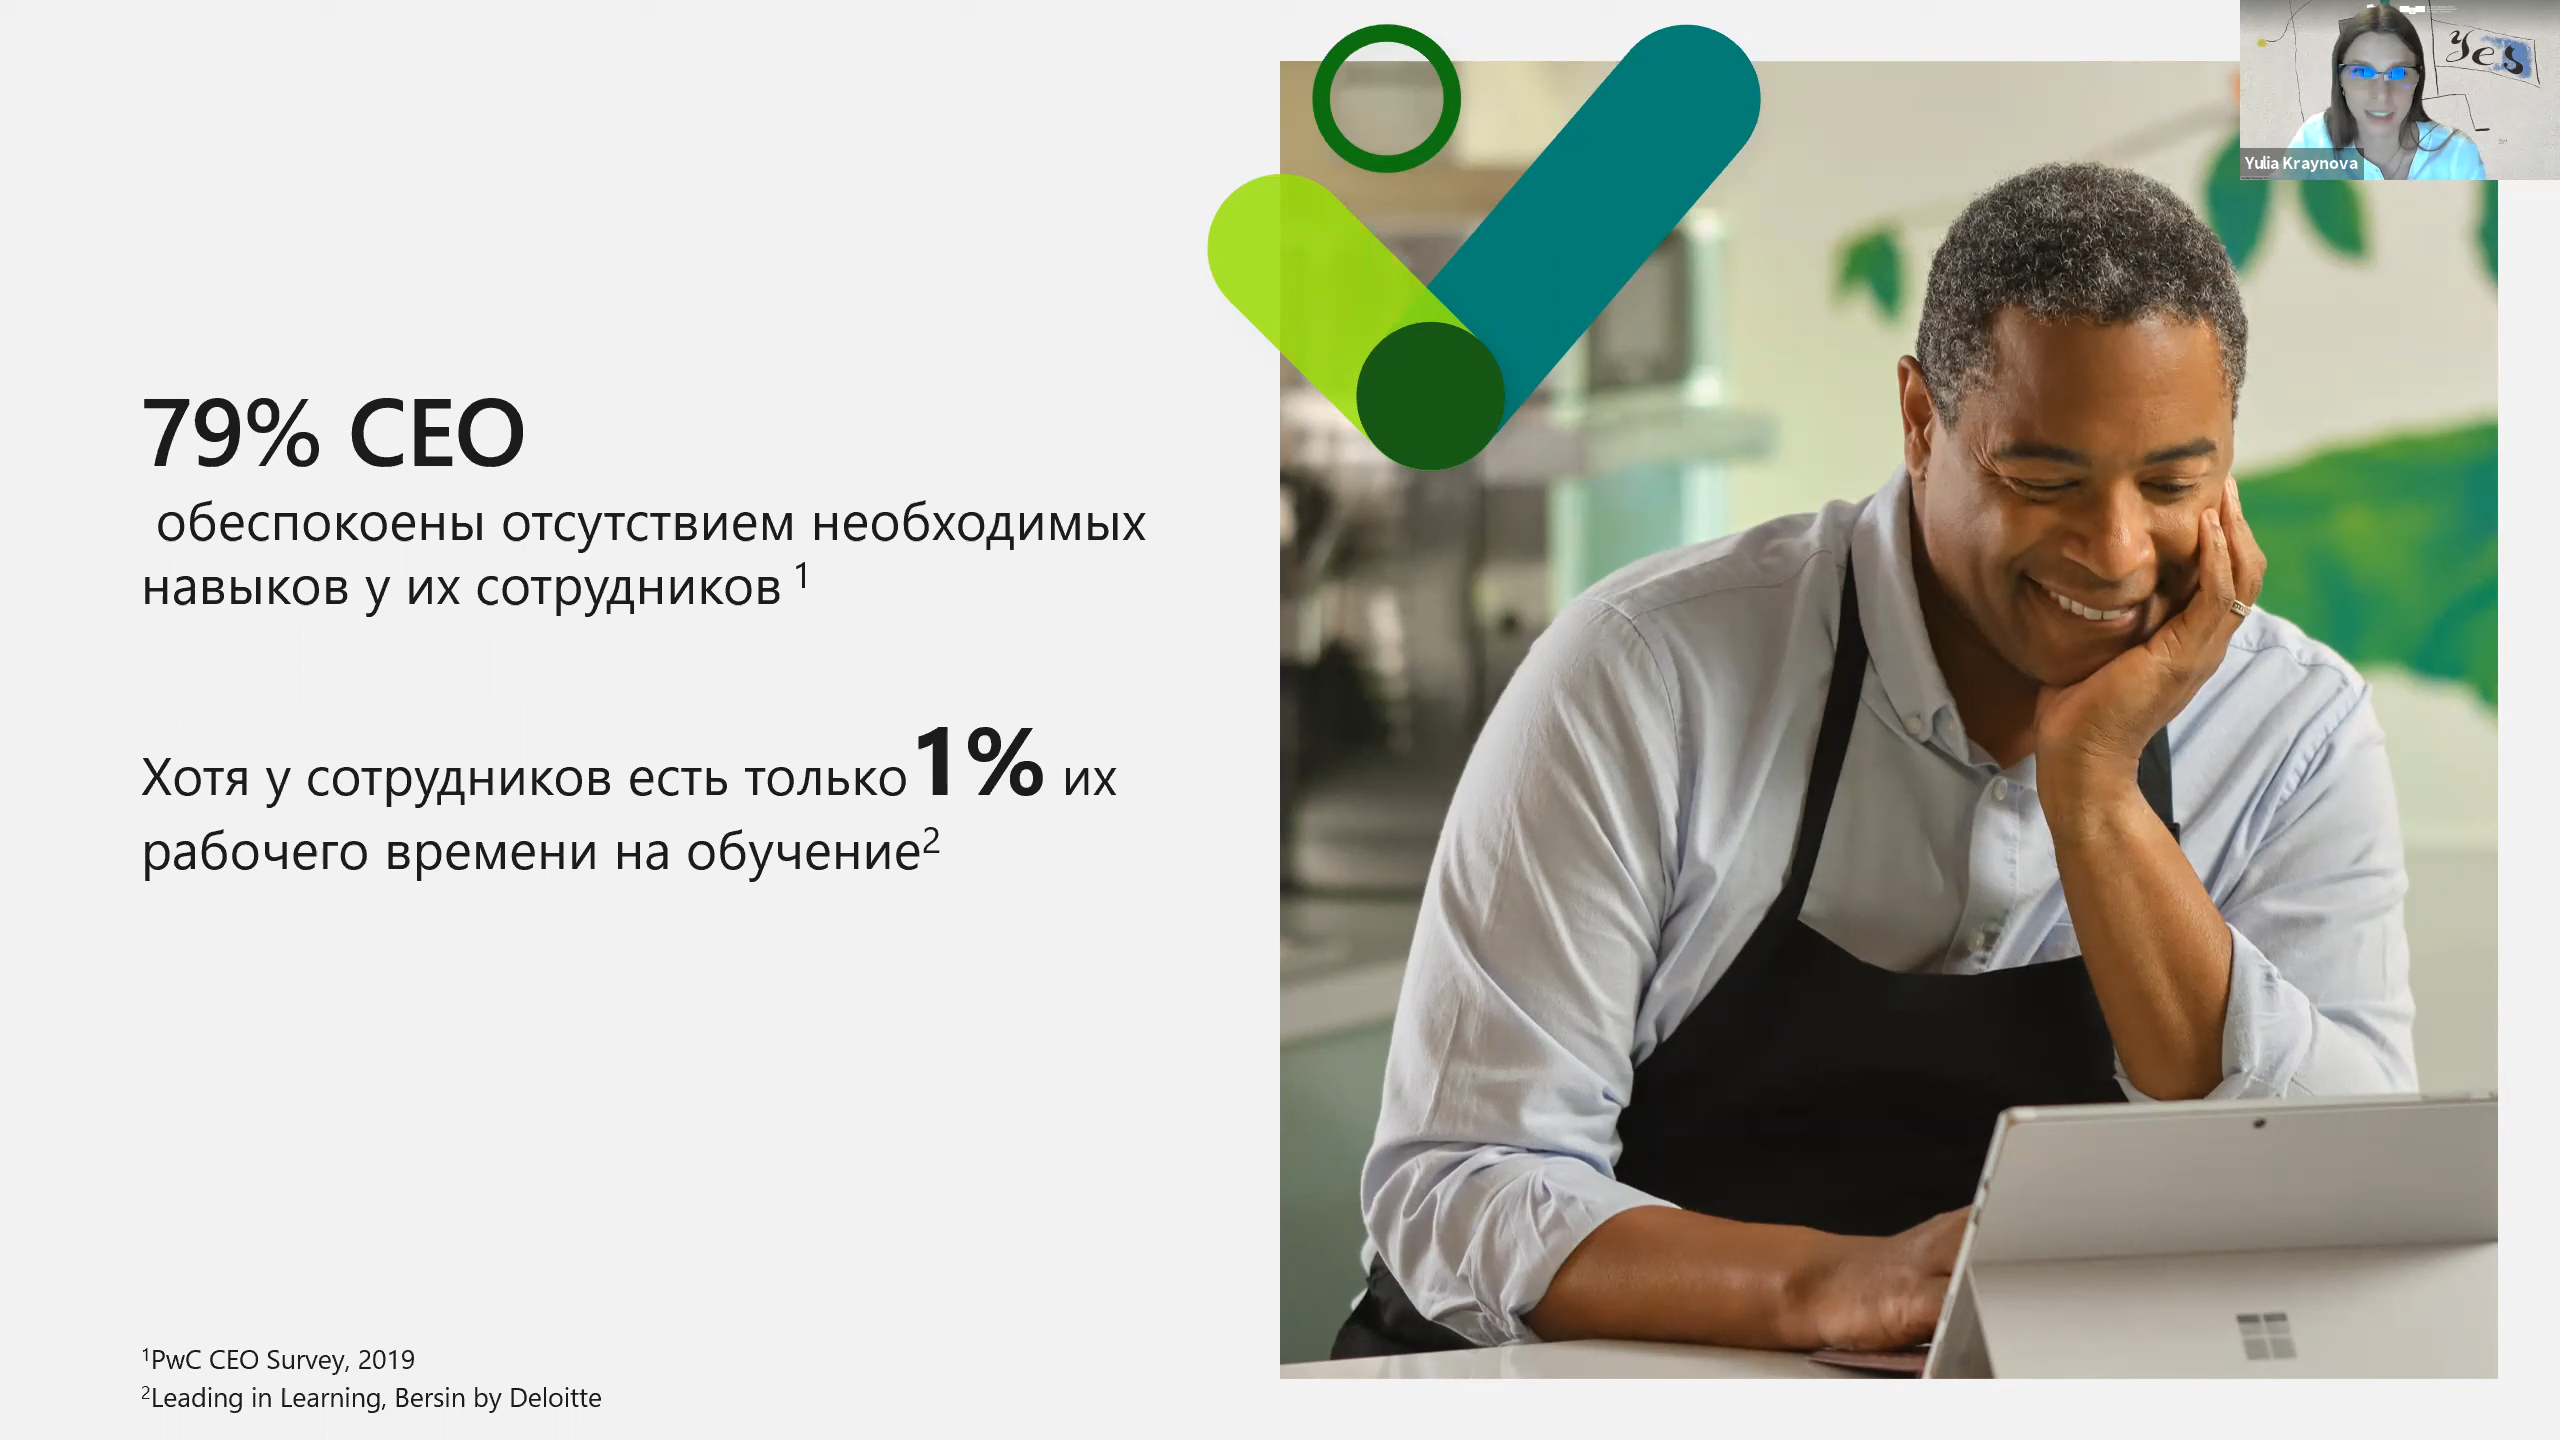 Yes
Yulia Kraynova
79% CEO
обеспокоены отсутствием необходимых
навыков у их сотрудников ¹
Хотя у сотрудников есть только 1% их
рабочего времени на обучение²
¹PwC CEO Survey, 2019
²Leading in Learning, Bersin by Deloitte